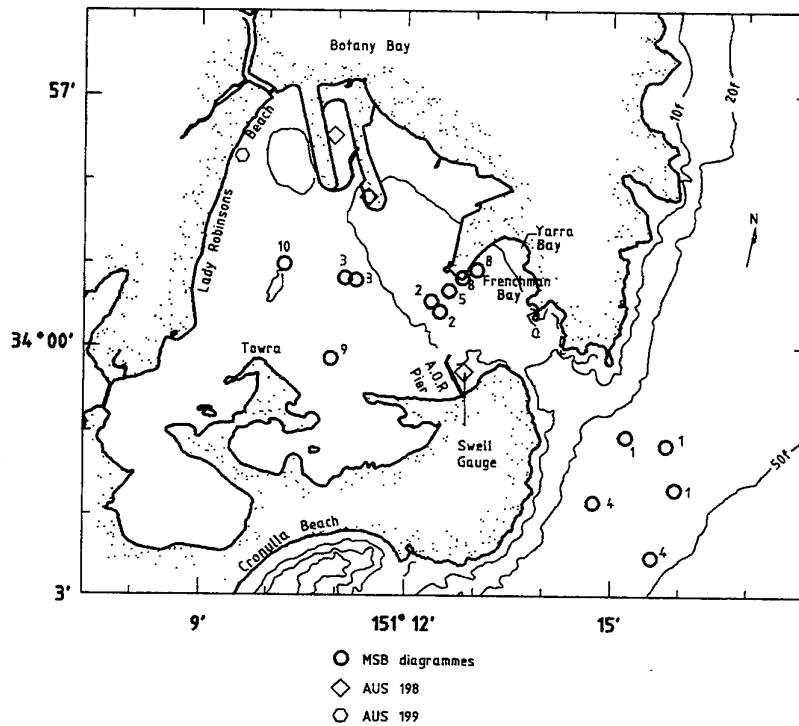 Botany Bay
57'
10f
20f
Lady Robinsons Beach
Yarra
Bay
N
10
3
3
8
8
Frenchman
Bay
5
2
2
34°00'
Towra
9
A.O.R
Pier
Swell
Gauge
1
1
1
4
4
50f
Cronulla Beach
3'
9'
151° 12'
15'
MSB diagrammes
AUS 198
AUS 199